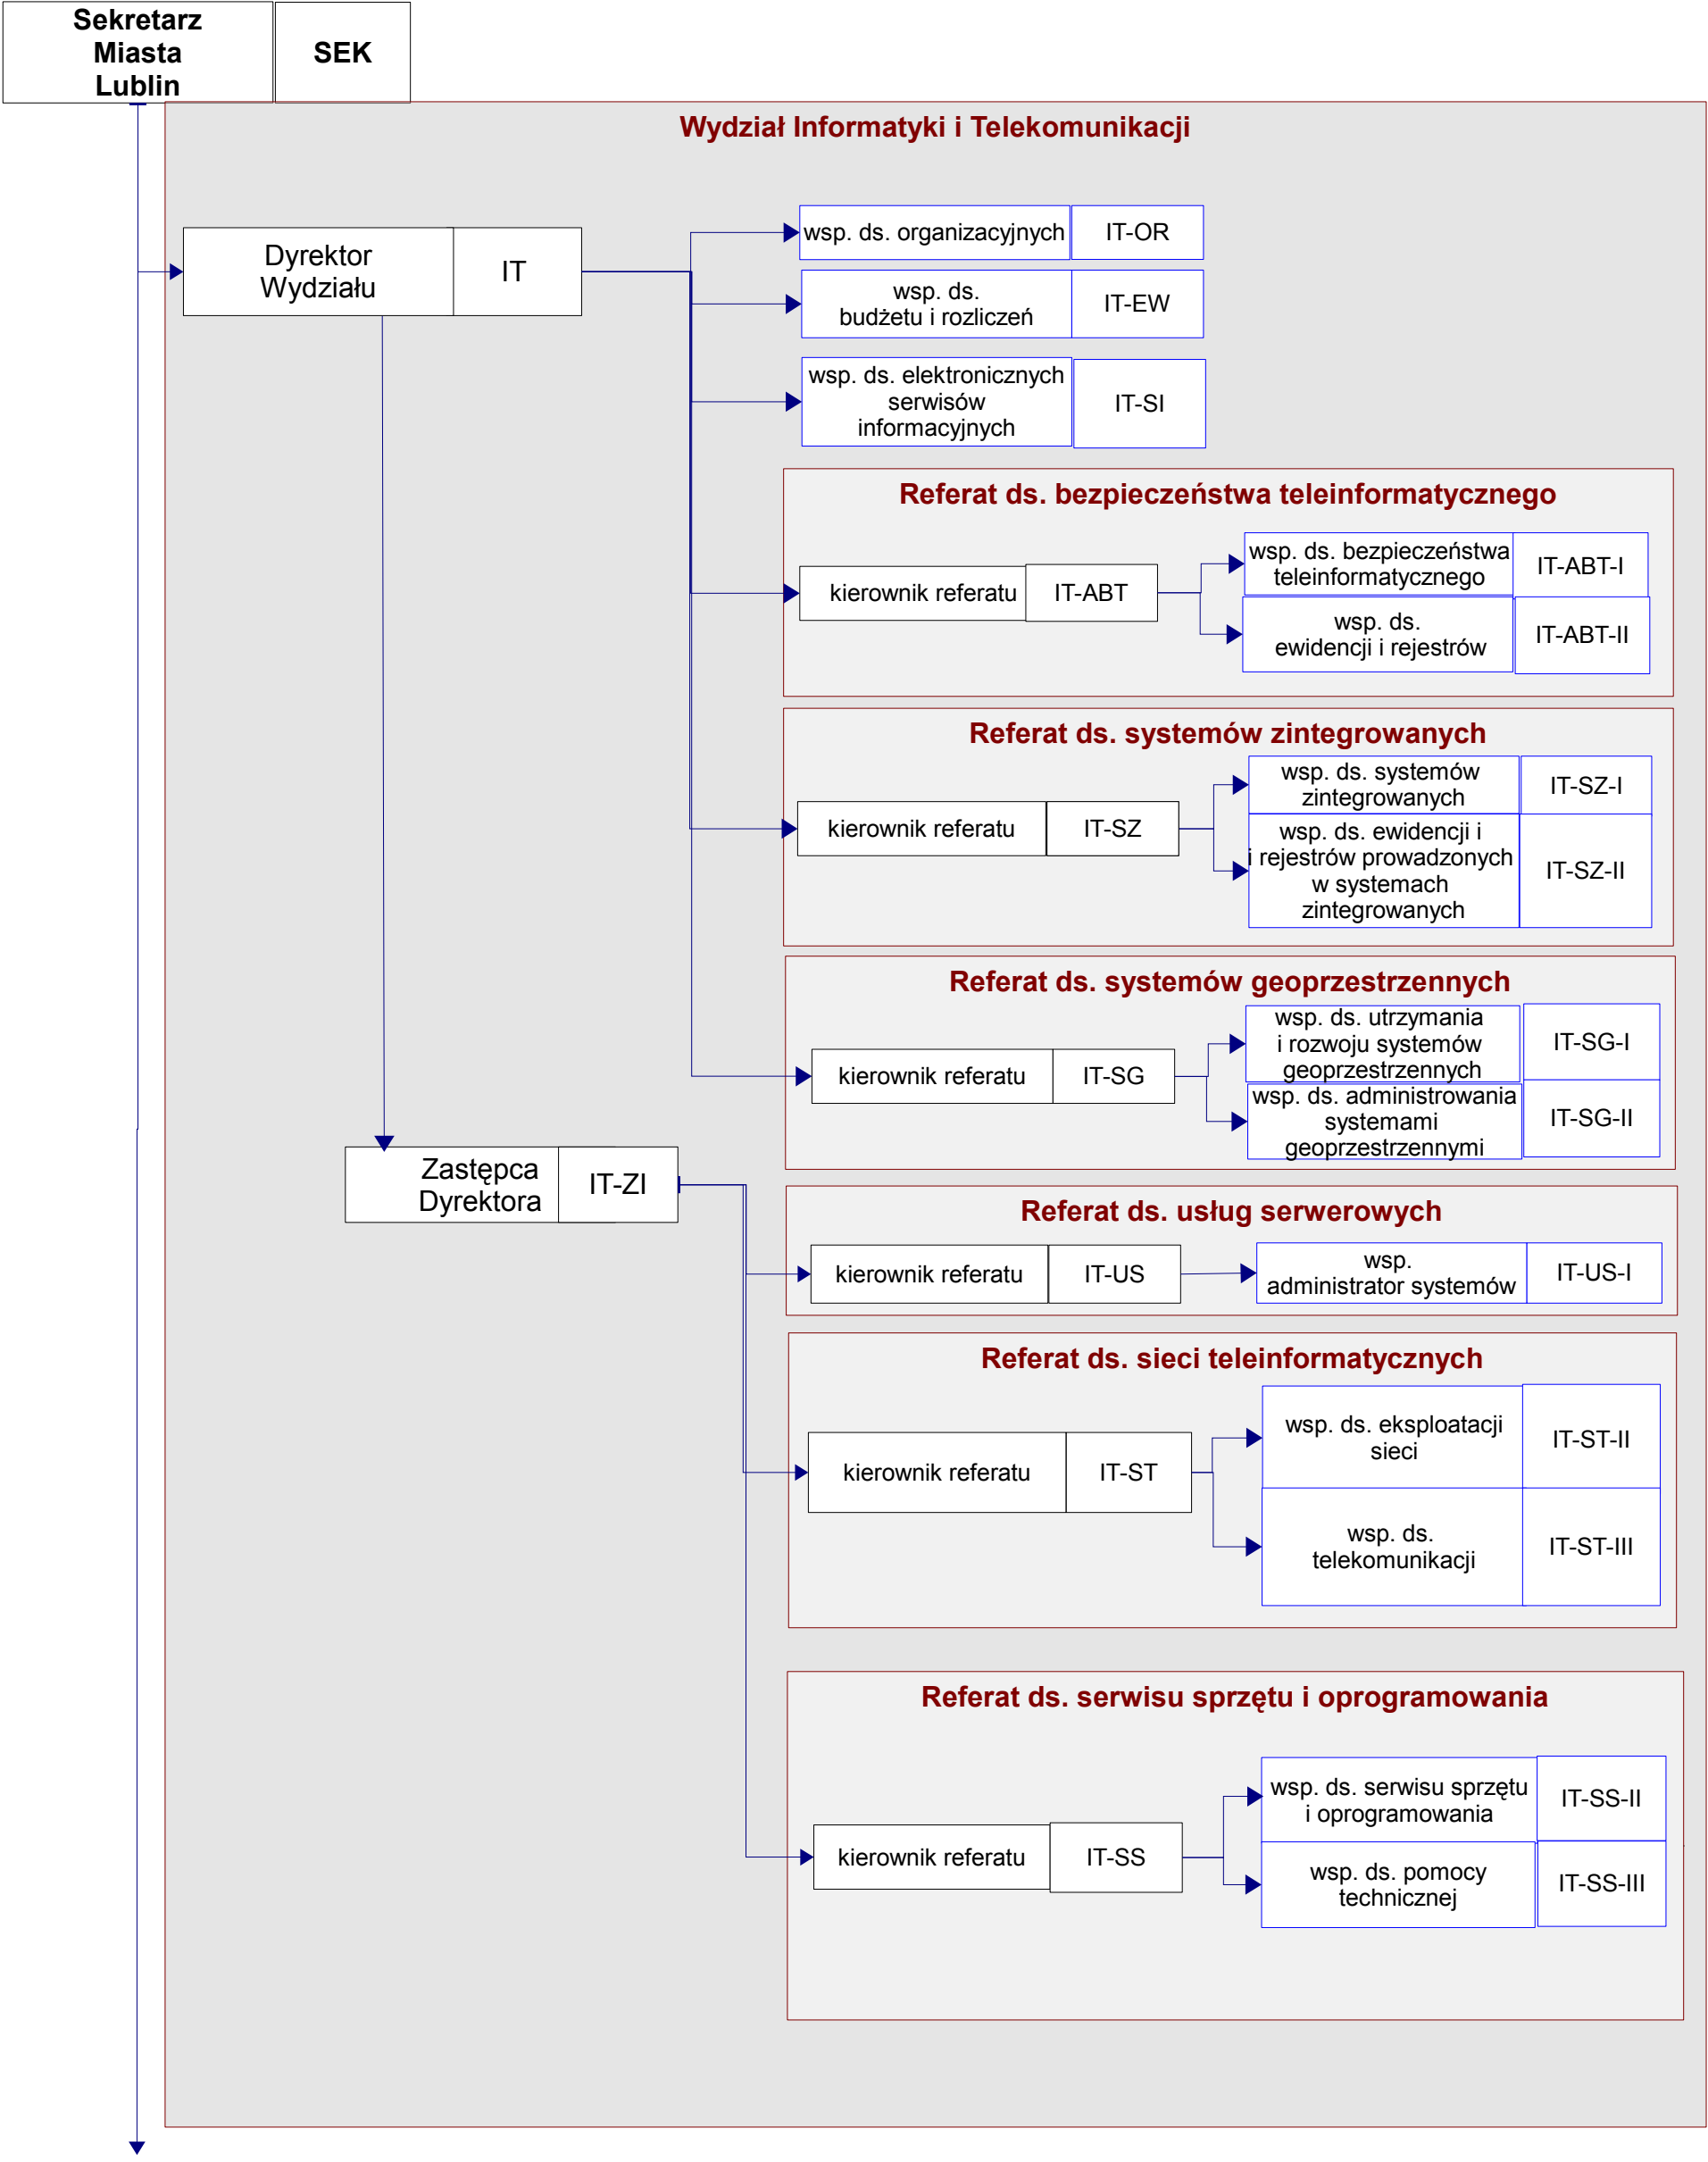 Sekretarz
Miasta
Lublin
SEK
Wydział Informatyki i Telekomunikacji
Dyrektor
Wydziału
IT
wsp. ds. organizacyjnych
IT-OR
wsp. ds.
budżetu i rozliczeń
IT-EW
wsp. ds. elektronicznych
serwisów
informacyjnych
IT-SI
Referat ds. bezpieczeństwa teleinformatycznego
kierownik referatu
IT-ABT
wsp. ds. bezpieczeństwa
teleinformatycznego
IT-ABT-I
wsp. ds.
ewidencji i rejestrów
IT-ABT-II
Referat ds. systemów zintegrowanych
kierownik referatu
IT-SZ
wsp. ds. systemów
zintegrowanych
IT-SZ-I
wsp. ds. ewidencji i
i rejestrów prowadzonych
w systemach
zintegrowanych
IT-SZ-II
Referat ds. systemów geoprzestrzennych
kierownik referatu
IT-SG
wsp. ds. utrzymania
i rozwoju systemów
geoprzestrzennych
IT-SG-I
wsp. ds. administrowania
systemami
geoprzestrzennymi
IT-SG-II
Zastępca
Dyrektora
IT-ZI
Referat ds. usług serwerowych
kierownik referatu
IT-US
wsp.
administrator systemów
IT-US-I
Referat ds. sieci teleinformatycznych
kierownik referatu
IT-ST
wsp. ds. eksploatacji
sieci
IT-ST-II
wsp. ds.
telekomunikacji
IT-ST-III
Referat ds. serwisu sprzętu i oprogramowania
kierownik referatu
IT-SS
wsp. ds. serwisu sprzętu
i oprogramowania
IT-SS-II
wsp. ds. pomocy
technicznej
IT-SS-III